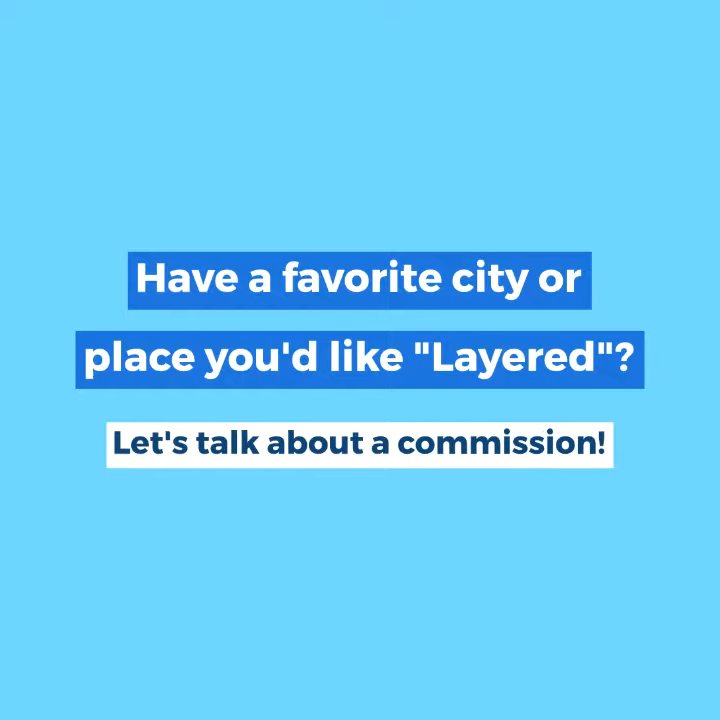 Have a favorite city or
place you'd like "Layered"?
Let's talk about a commission!